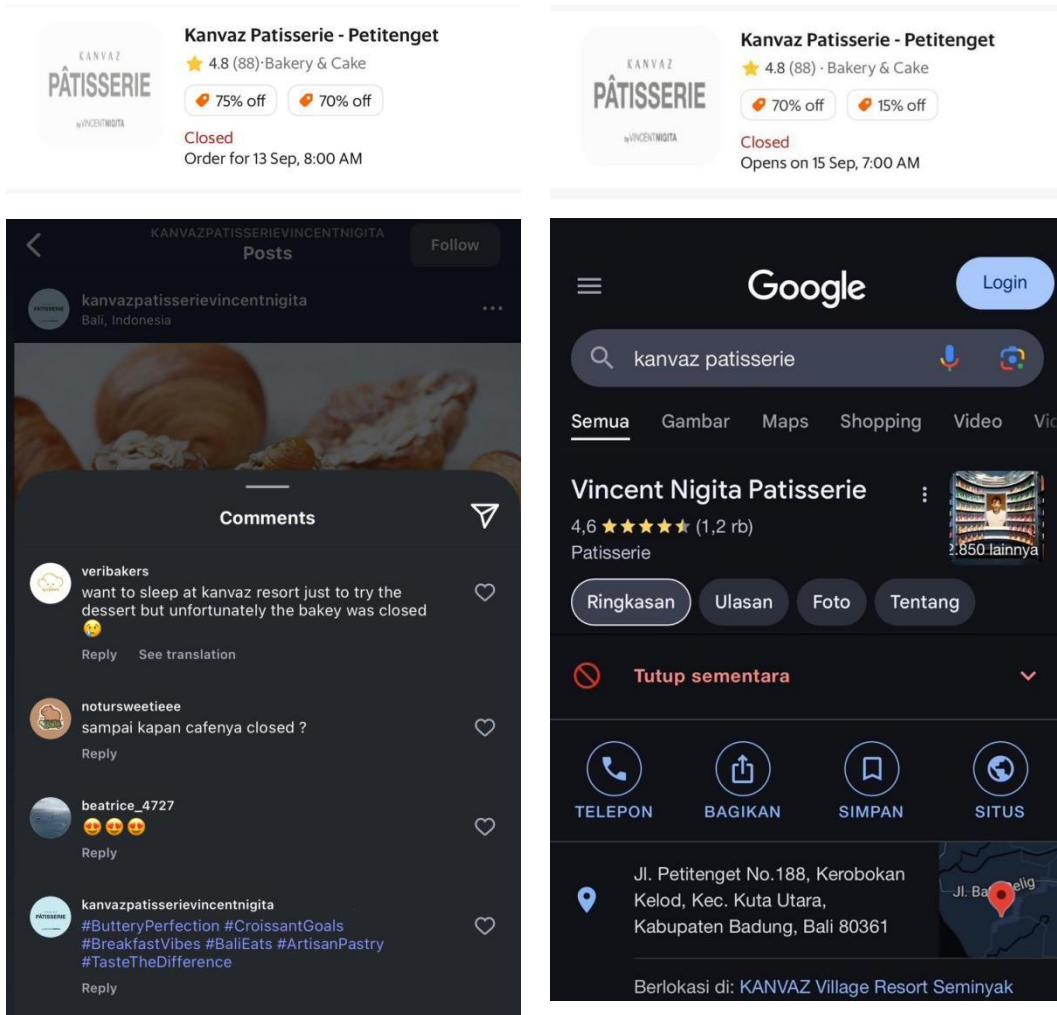 KANVAZ
PÂTISSERIE
by VINCENT NIGITA
Kanvaz Patisserie - Petitenget
4.8 (88)·Bakery & Cake
75% off
70% off
Closed
Order for 13 Sep, 8:00 AM
KANVAZ
PÂTISSERIE
by VINCENT NIGITA
Kanvaz Patisserie - Petitenget
4.8 (88) · Bakery & Cake
70% off
15% off
Closed
Opens on 15 Sep, 7:00 AM
KANVAZPATISSERIEVINCENTNIGITA
Posts
Follow
kanvazpatisserievincentnigita
Bali, Indonesia
Comments
veribakers
want to sleep at kanvaz resort just to try the
dessert but unfortunately the bakey was closed
😢
Reply See translation
notursweetieee
sampai kapan cafenya closed ?
Reply
beatrice_4727
😍😍😍
Reply
PÂTISSERIE
kanvazpatisserievincentnigita
#ButteryPerfection #CroissantGoals
#BreakfastVibes #BaliEats #ArtisanPastry
#TasteTheDifference
Reply
Google
Login
kanvaz patisserie
Semua Gambar Maps Shopping Video
Vincent Nigita Patisserie
4,6 ★★★★★ (1,2 rb)
Patisserie
2.850 lainnya
Ringkasan Ulasan Foto Tentang
Tutup sementara
TELEPON BAGIKAN SIMPAN SITUS
Jl. Petitenget No.188, Kerobokan
Kelod, Kec. Kuta Utara,
Kabupaten Badung, Bali 80361
Berlokasi di: KANVAZ Village Resort Seminyak